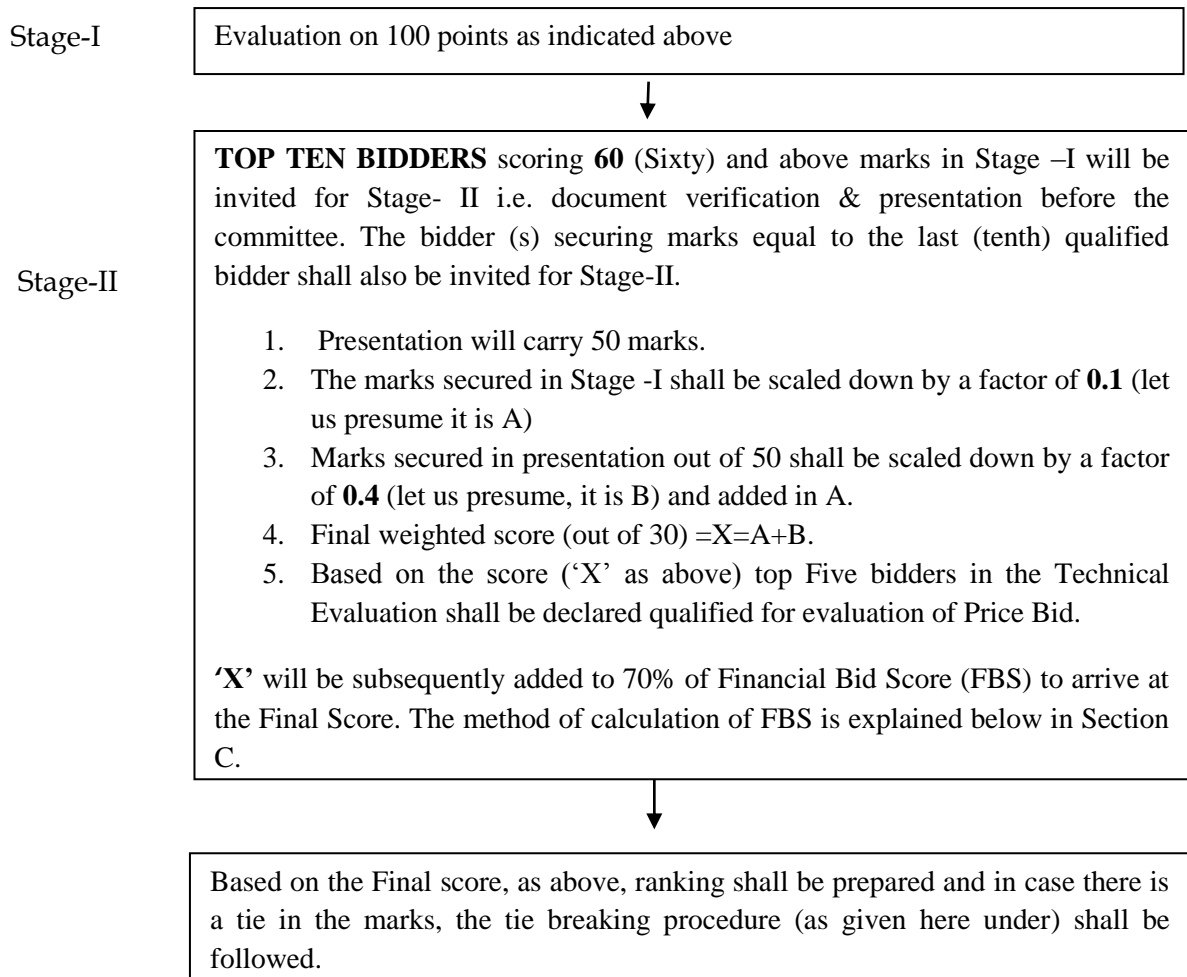 Stage-I
Evaluation on 100 points as indicated above
TOP TEN BIDDERS scoring 60 (Sixty) and above marks in Stage –I will be
invited for Stage- II i.e. document verification & presentation before the
committee. The bidder (s) securing marks equal to the last (tenth) qualified
bidder shall also be invited for Stage-II.
Stage-II
1. Presentation will carry 50 marks.
2. The marks secured in Stage -I shall be scaled down by a factor of 0.1 (let
us presume it is A)
3. Marks secured in presentation out of 50 shall be scaled down by a factor
of 0.4 (let us presume, it is B) and added in A.
4. Final weighted score (out of 30) =X=A+B.
5. Based on the score (‘X’ as above) top Five bidders in the Technical
Evaluation shall be declared qualified for evaluation of Price Bid.
‘X’ will be subsequently added to 70% of Financial Bid Score (FBS) to arrive at
the Final Score. The method of calculation of FBS is explained below in Section
C.
Based on the Final score, as above, ranking shall be prepared and in case there is
a tie in the marks, the tie breaking procedure (as given here under) shall be
followed.